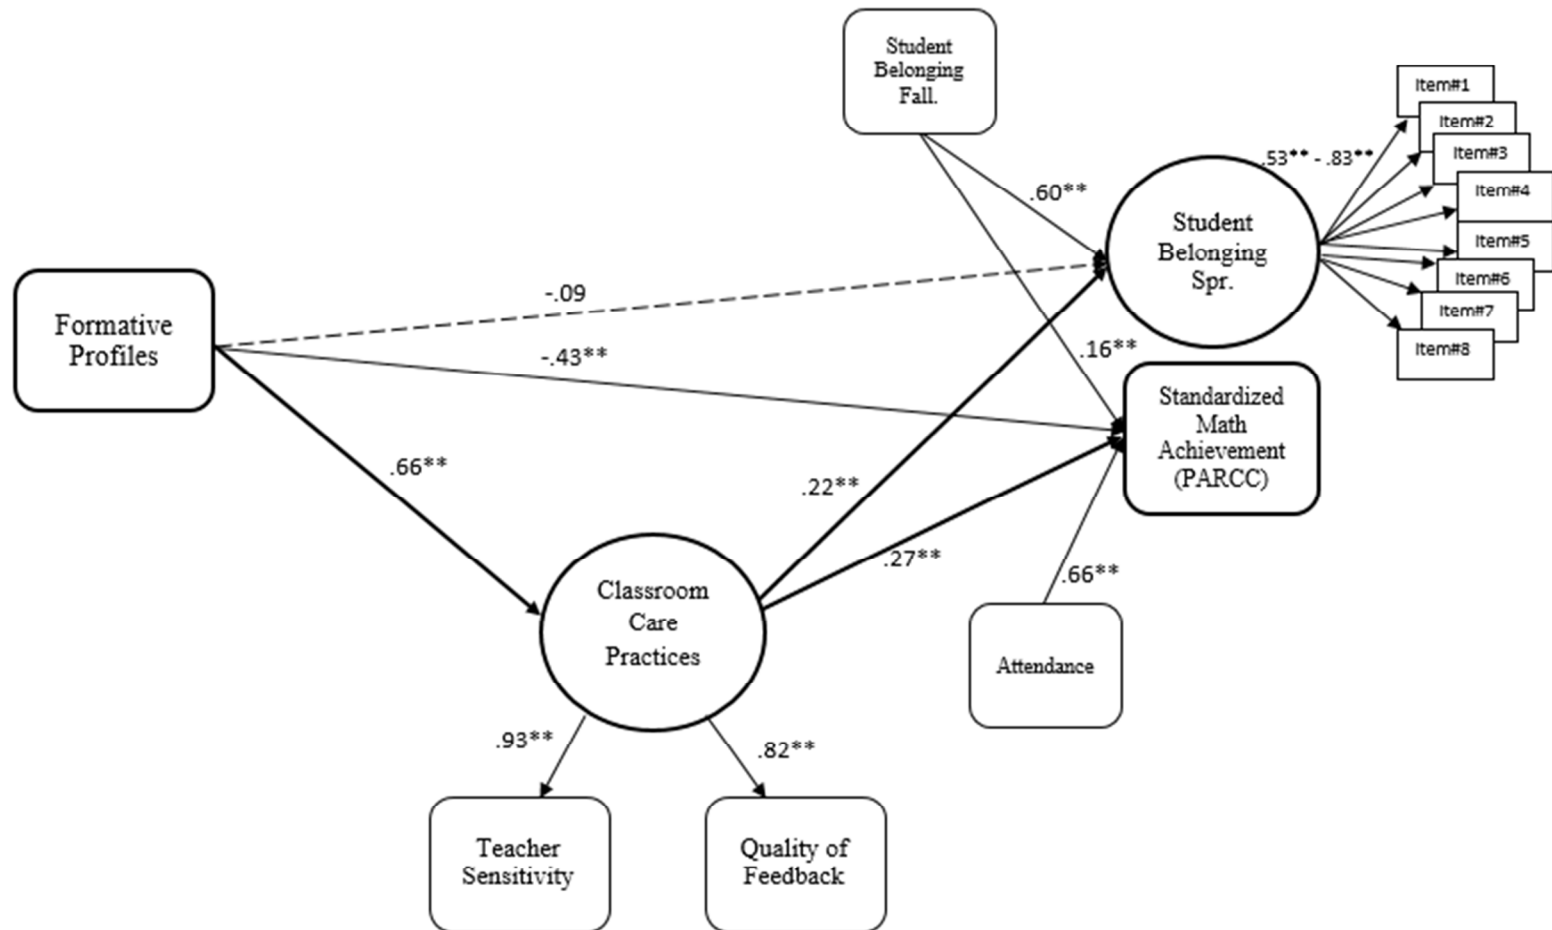 Student
Belonging
Fall.
Item#1
Item#2
Item#3
Item#4
Item#5
Item#6
Item#7
Item#8
.53** - .83**
.60**
Student
Belonging
Spr.
-.09
Formative
Profiles
-.43**
.16**
Standardized
Math
Achievement
(PARCC)
.66**
.22**
.27**
Classroom
Care
Practices
.66**
Attendance
.93**
.82**
Teacher
Sensitivity
Quality of
Feedback